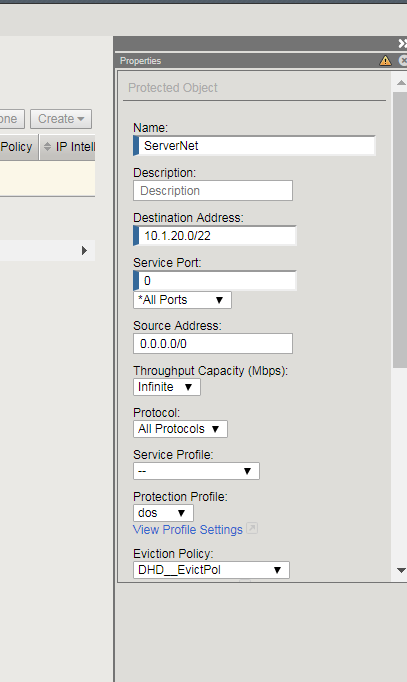 Properties
Protected Object
one
Create
Policy
IP Intell
Name:
ServerNet
Description:
Description
Destination Address:
10.1.20.0/22
Service Port:
0
*All Ports
Source Address:
0.0.0.0/0
Throughput Capacity (Mbps):
Infinite
Protocol:
All Protocols
Service Profile:
--
Protection Profile:
dos
View Profile Settings
Eviction Policy:
DHD__EvictPol